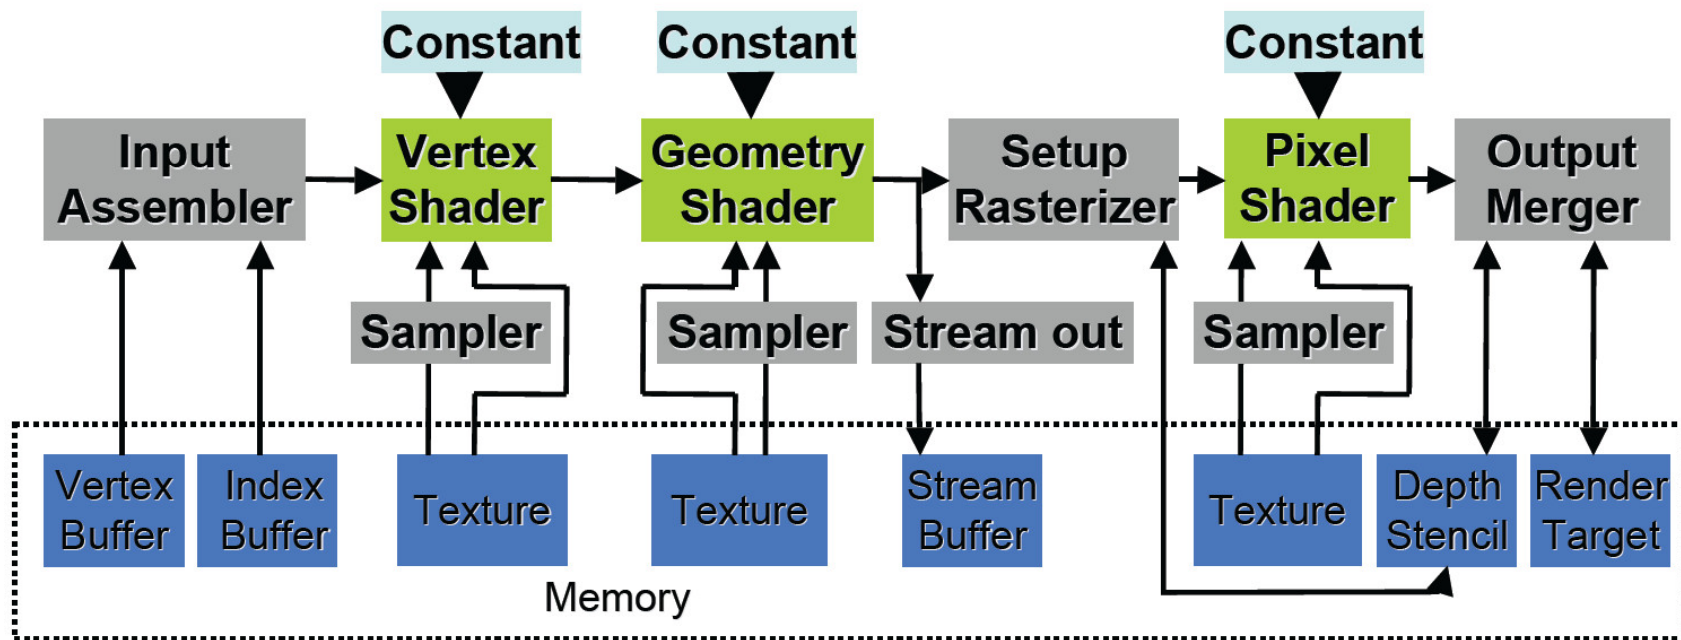 Constant
Constant
Constant
Input
Assembler
Vertex
Shader
Geometry
Shader
Setup
Rasterizer
Pixel
Shader
Output
Merger
Sampler
Sampler
Stream out
Sampler
Vertex
Buffer
Index
Buffer
Texture
Texture
Stream
Buffer
Texture
Depth
Stencil
Render
Target
Memory